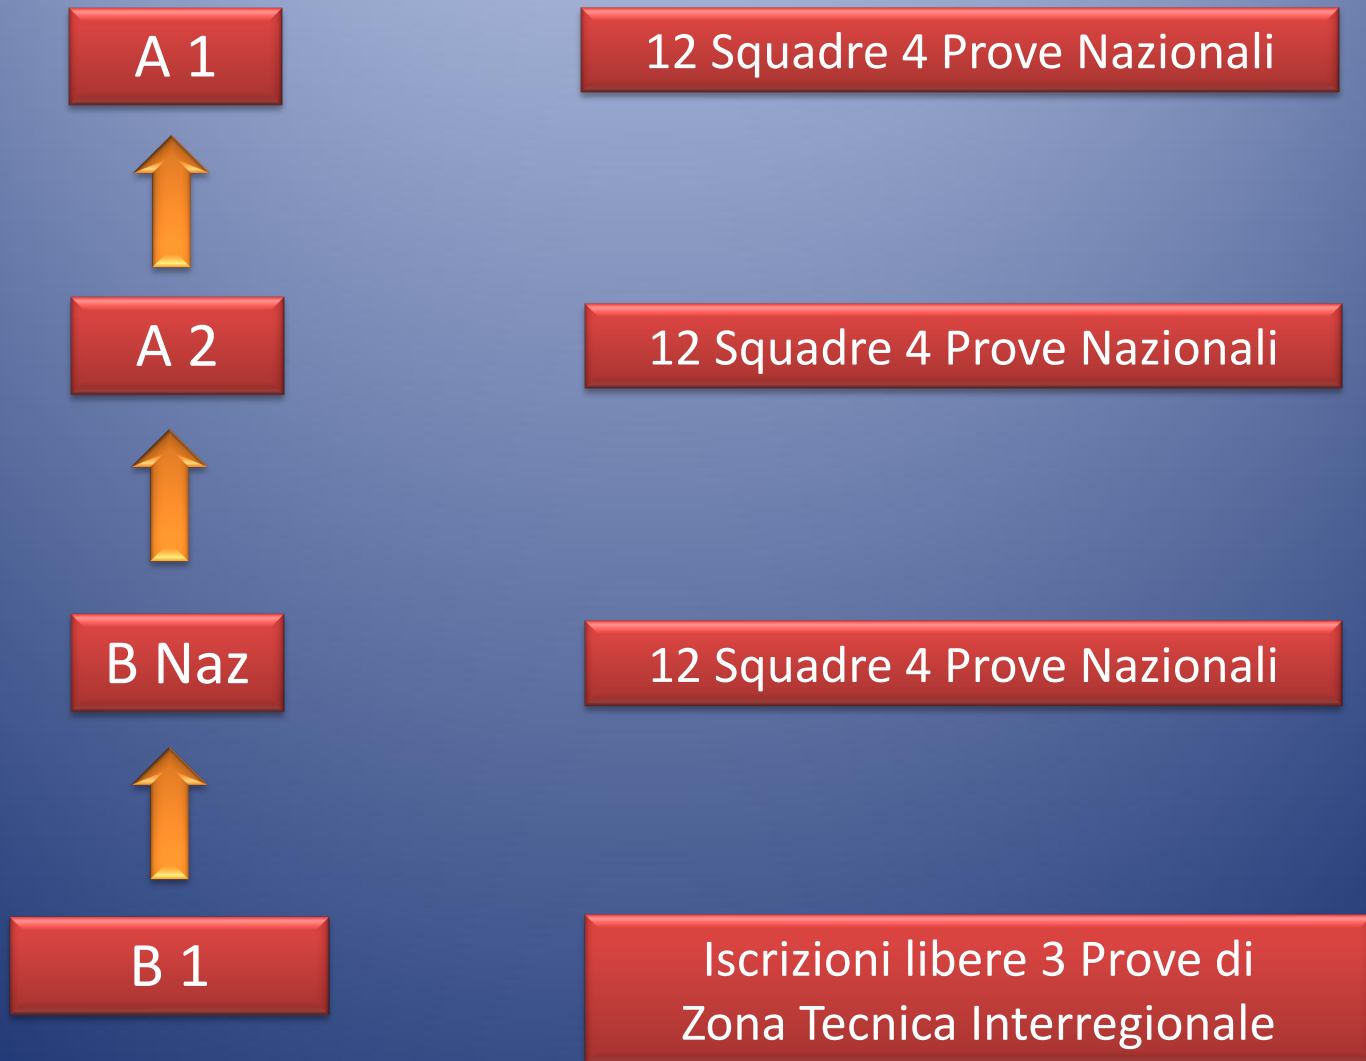 A 1
12 Squadre 4 Prove Nazionali
A 2
12 Squadre 4 Prove Nazionali
B Naz
12 Squadre 4 Prove Nazionali
B 1
Iscrizioni libere 3 Prove di
Zona Tecnica Interregionale